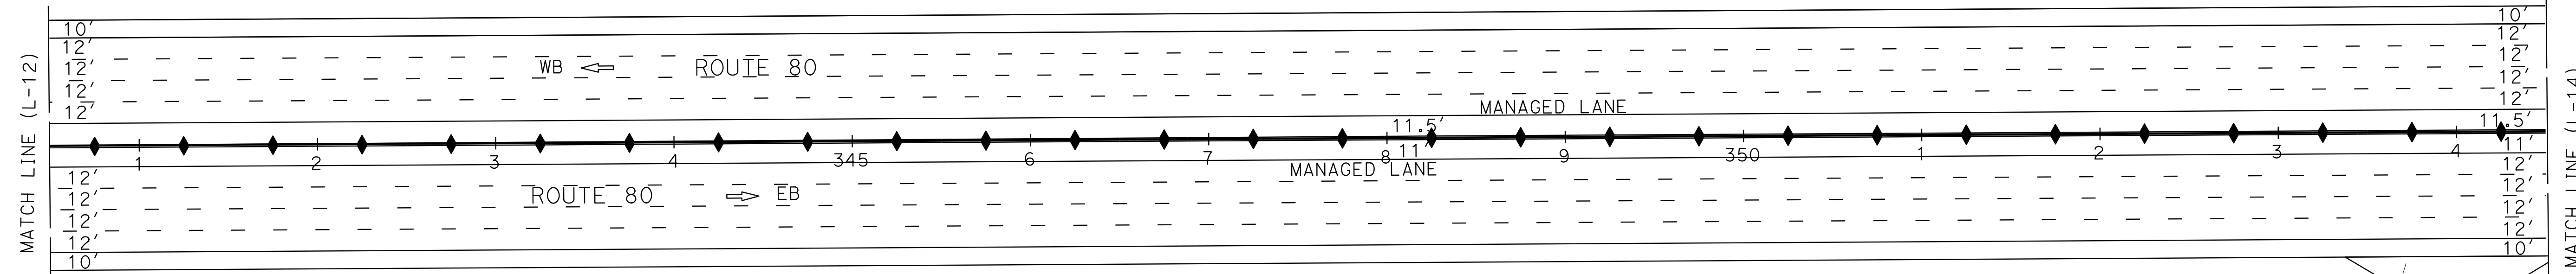 MATCH LINE (L-12)
10' 10'
12' 12'
12' WB ROUTE 80 12'
12' 12'
12' MANAGED LANE 12'
11.5' 11.5'
1 2 3 4 345 6 7 8 11' 9 350 1 2 3 4 11'
MANAGED LANE
12' 12'
12' ROUTE 80 EB 12'
12' 12'
12' 12'
10' 10'
MATCH LINE (L-14)